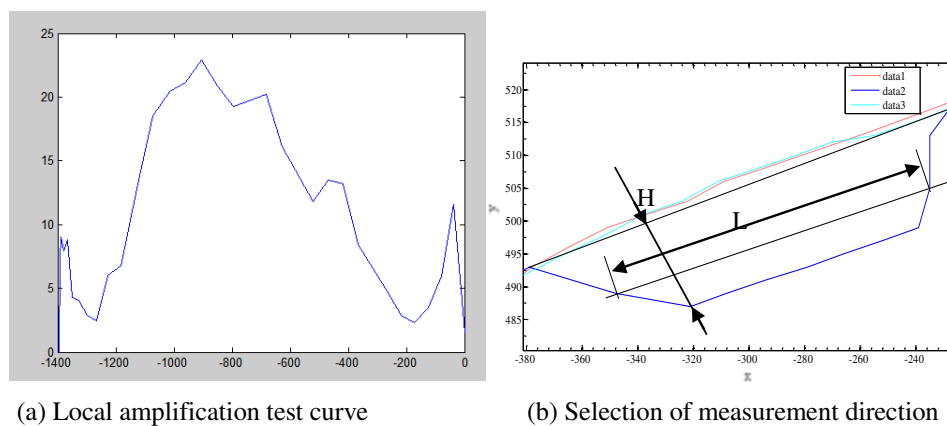 25
20
15
10
5
0
-1400 -1200 -1000 -800 -600 -400 -200 0
data1
data2
data3
520
515
510
505
500
495
490
485
y
H
L
-380 -360 -340 -320 -300 -280 -260 -240
x
(a) Local amplification test curve
(b) Selection of measurement direction